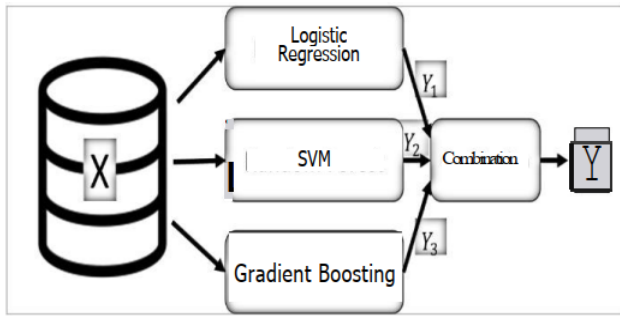 Logistic
Regression
X
SVM
Gradient Boosting
Y₁
Y₂
Y₃
Combination
Y